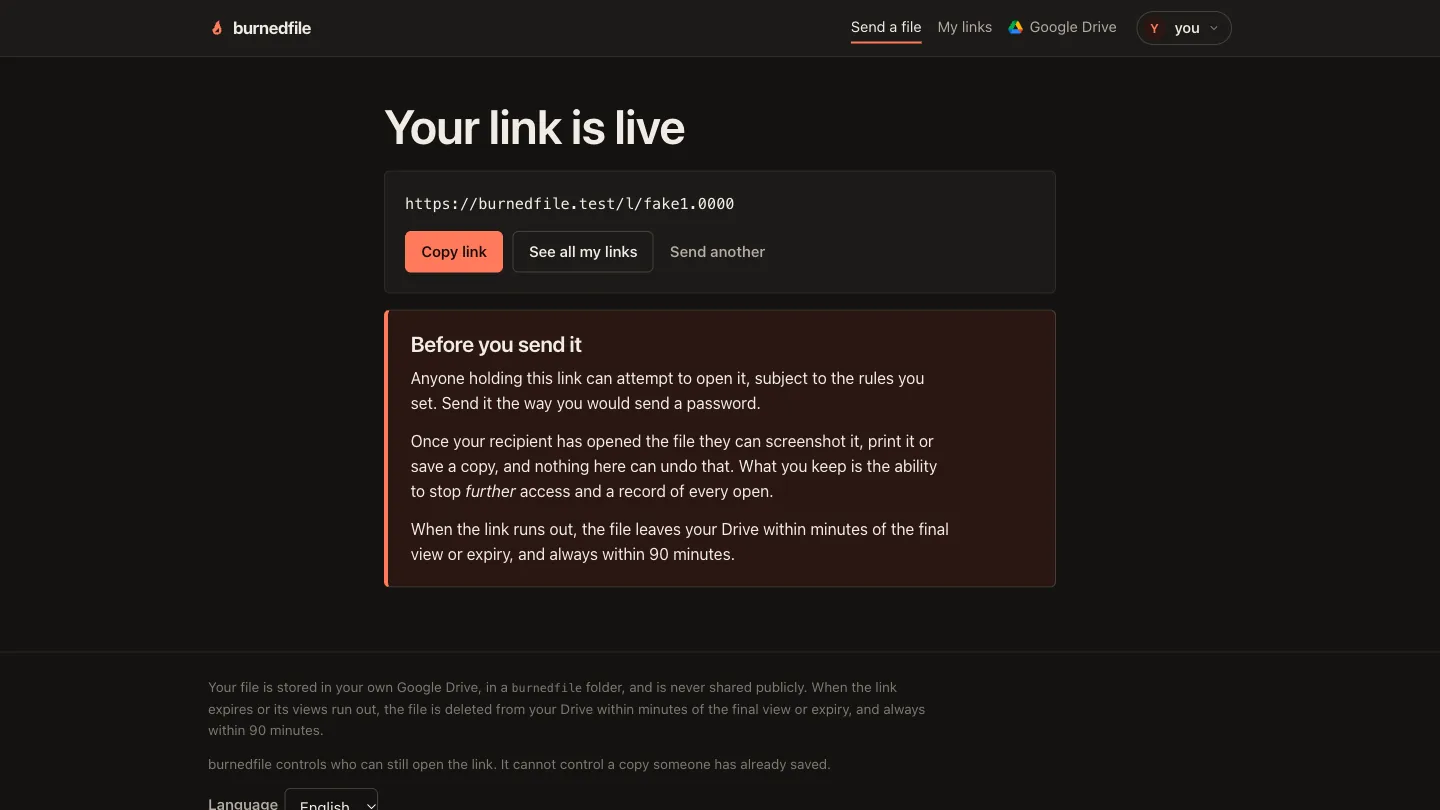 burnedfile
Send a file
My links
Google Drive
Y
you
Your link is live
https://burnedfile.test/l/fake1.0000
Copy link
See all my links
Send another
Before you send it
Anyone holding this link can attempt to open it, subject to the rules you
set. Send it the way you would send a password.
Once your recipient has opened the file they can screenshot it, print it or
save a copy, and nothing here can undo that. What you keep is the ability
to stop further access and a record of every open.
When the link runs out, the file leaves your Drive within minutes of the final
view or expiry, and always within 90 minutes.
Your file is stored in your own Google Drive, in a burnedfile folder, and is never shared publicly. When the link
expires or its views run out, the file is deleted from your Drive within minutes of the final view or expiry, and always
within 90 minutes.
burnedfile controls who can still open the link. It cannot control a copy someone has already saved.
Language
English